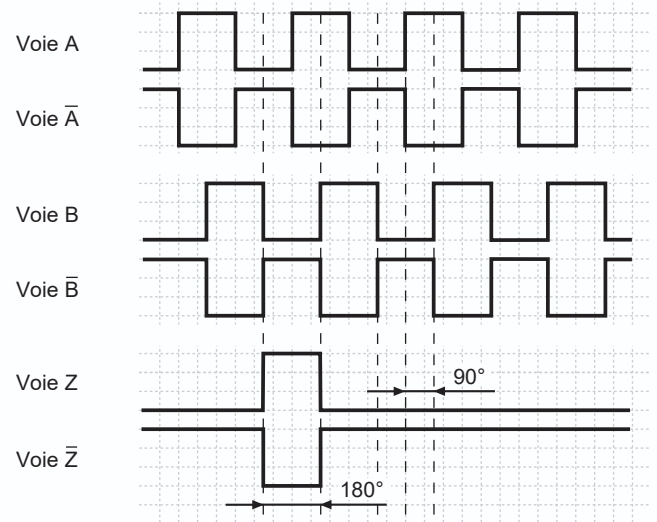 Voie A
Voie A̅
Voie B
Voie B̅
Voie Z
90°
Voie Z̅
180°